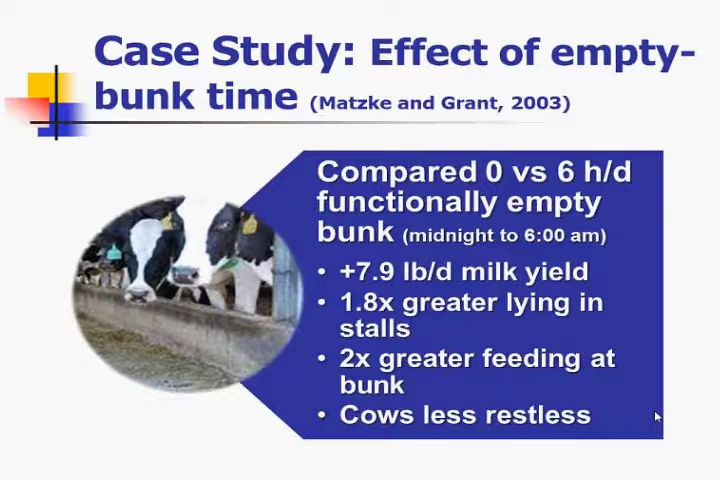 Case Study: Effect of empty-
bunk time (Matzke and Grant, 2003)
Compared 0 vs 6 h/d
functionally empty
bunk (midnight to 6:00 am)
• +7.9 lb/d milk yield
• 1.8x greater lying in
stalls
• 2x greater feeding at
bunk
• Cows less restless